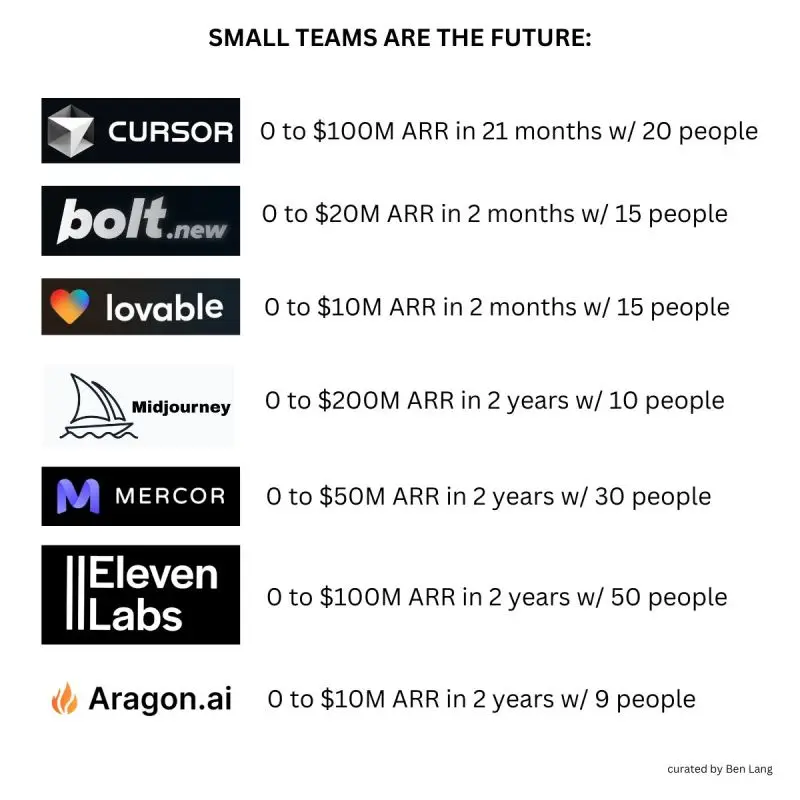 SMALL TEAMS ARE THE FUTURE:
CURSOR 0 to $100M ARR in 21 months w/ 20 people
bolt.new 0 to $20M ARR in 2 months w/ 15 people
lovable 0 to $10M ARR in 2 months w/ 15 people
Midjourney 0 to $200M ARR in 2 years w/ 10 people
MERCOR 0 to $50M ARR in 2 years w/ 30 people
||Eleven
Labs 0 to $100M ARR in 2 years w/ 50 people
Aragon.ai 0 to $10M ARR in 2 years w/ 9 people
curated by Ben Lang